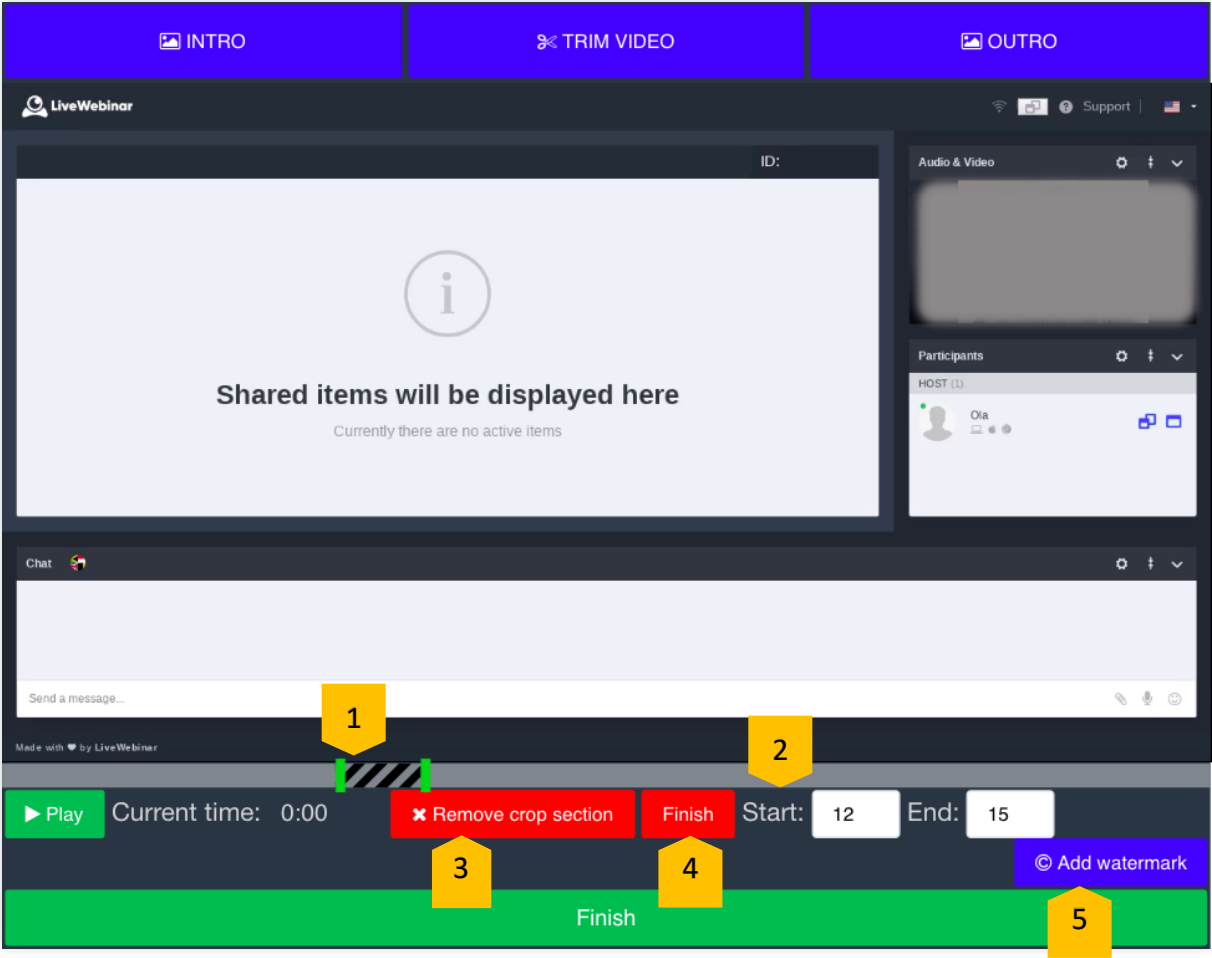 INTRO
TRIM VIDEO
OUTRO
LiveWebinar
Support
ID:
Audio & Video
i
Shared items will be displayed here
Currently there are no active items
Participants
HOST (1)
Ola
Chat
Send a message...
Made with by LiveWebinar
1
2
Play Current time: 0:00 Remove crop section Finish Start: 12 End: 15
3
4
© Add watermark
Finish
5